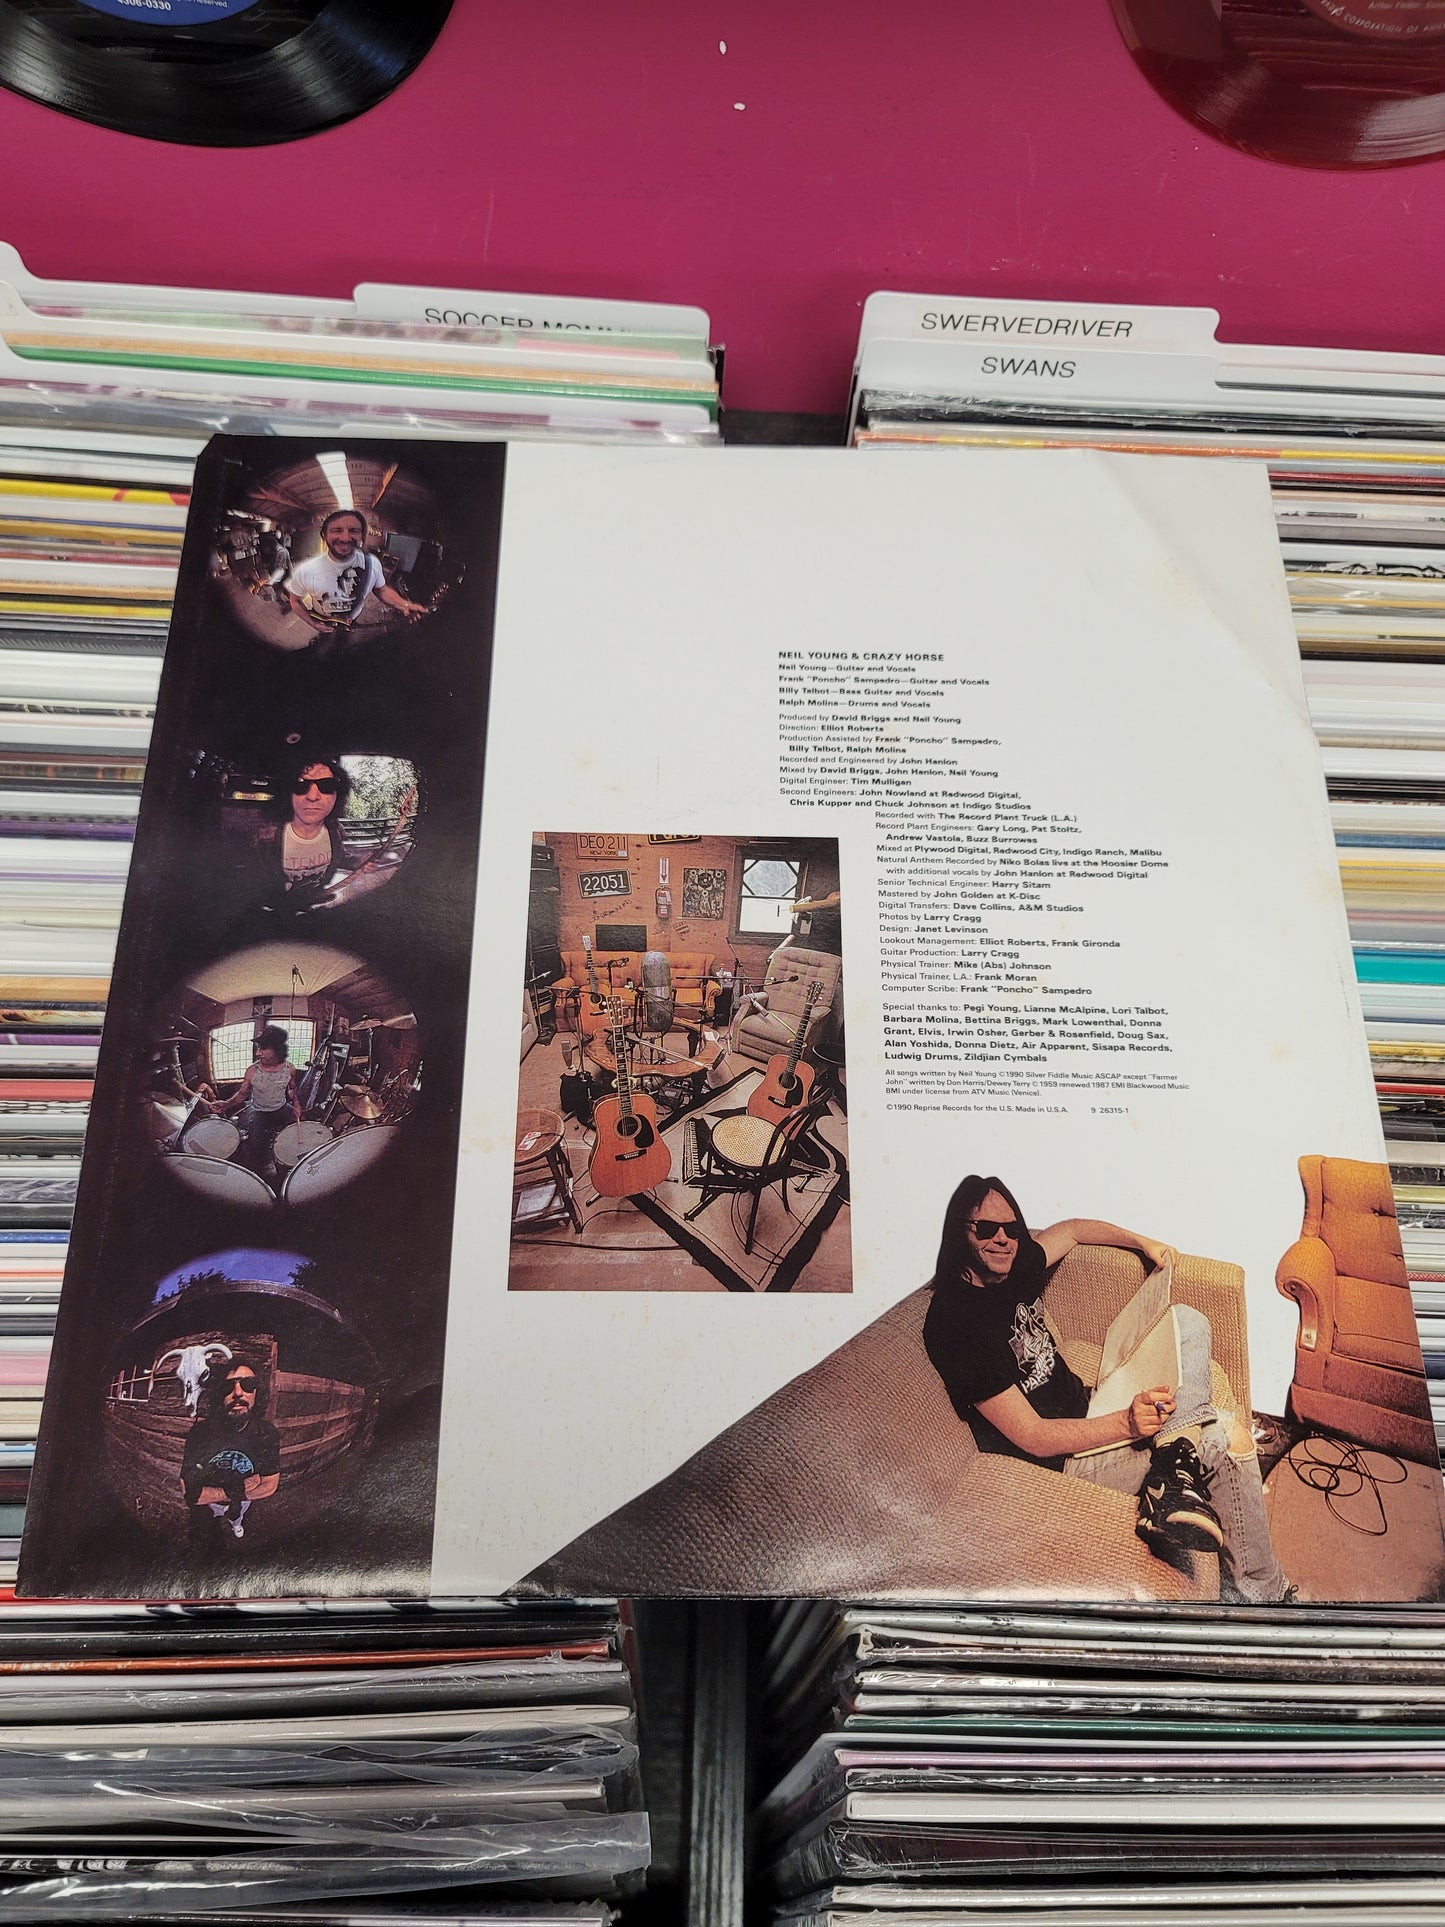 4306-0330
CORPORATION OF
SOCCER
SWERVEDRIVER
SWANS
NEIL YOUNG & CRAZY HORSE
Neil Young—Guitar and Vocals
Frank "Poncho" Sampedro—Guitar and Vocals
Billy Talbot—Bass Guitar and Vocals
Ralph Molina—Drums and Vocals
Produced by David Briggs and Neil Young
Direction: Elliot Roberts
Production Assisted by Frank "Poncho" Sampedro,
Billy Talbot, Ralph Molina
Recorded and Engineered by John Hanlon
Mixed by David Briggs, John Hanlon, Neil Young
Digital Engineer: Tim Mulligan
Second Engineers: John Nowland at Redwood Digital,
Chris Kupper and Chuck Johnson at Indigo Studios
Recorded with The Record Plant Truck (L.A.)
Record Plant Engineers: Gary Long, Pat Stoltz,
Andrew Vastola, Buzz Burrowes
Mixed at Plywood Digital, Redwood City, Indigo Ranch, Malibu
Natural Anthem Recorded by Niko Bolas live at the Hoosier Dome
with additional vocals by John Hanlon at Redwood Digital
Senior Technical Engineer: Harry Sitam
Mastered by John Golden at K-Disc
Digital Transfers: Dave Collins, A&M Studios
Photos by Larry Cragg
Design: Janet Levinson
Lookout Management: Elliot Roberts, Frank Gironda
Guitar Production: Larry Cragg
Physical Trainer: Mike (Abs) Johnson
Physical Trainer, L.A.: Frank Moran
Computer Scribe: Frank "Poncho" Sampedro
Special thanks to: Pegi Young, Lianne McAlpine, Lori Talbot,
Barbara Molina, Bettina Briggs, Mark Lowenthal, Donna
Grant, Elvis, Irwin Osher, Gerber & Rosenfield, Doug Sax,
Alan Yoshida, Donna Dietz, Air Apparent, Sisapa Records,
Ludwig Drums, Zildjian Cymbals
All songs written by Neil Young ©1990 Silver Fiddle Music ASCAP except "Farmer
John" written by Don Harris/Dewey Terry © 1959 renewed 1987 EMI Blackwood Music
BMI under license from ATV Music (Venice).
©1990 Reprise Records for the U.S. Made in U.S.A. 9 26315-1
DEO 211
NEW YORK
22051